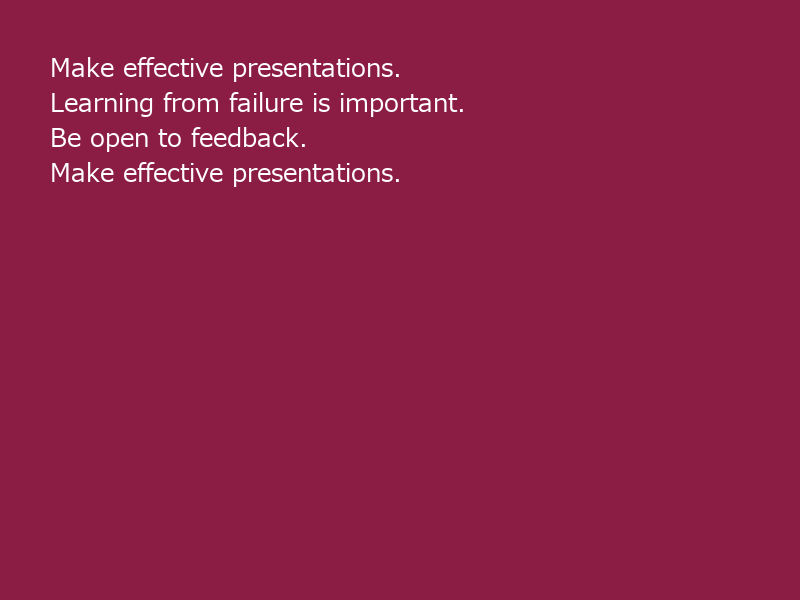 Make effective presentations.
Learning from failure is important.
Be open to feedback.
Make effective presentations.